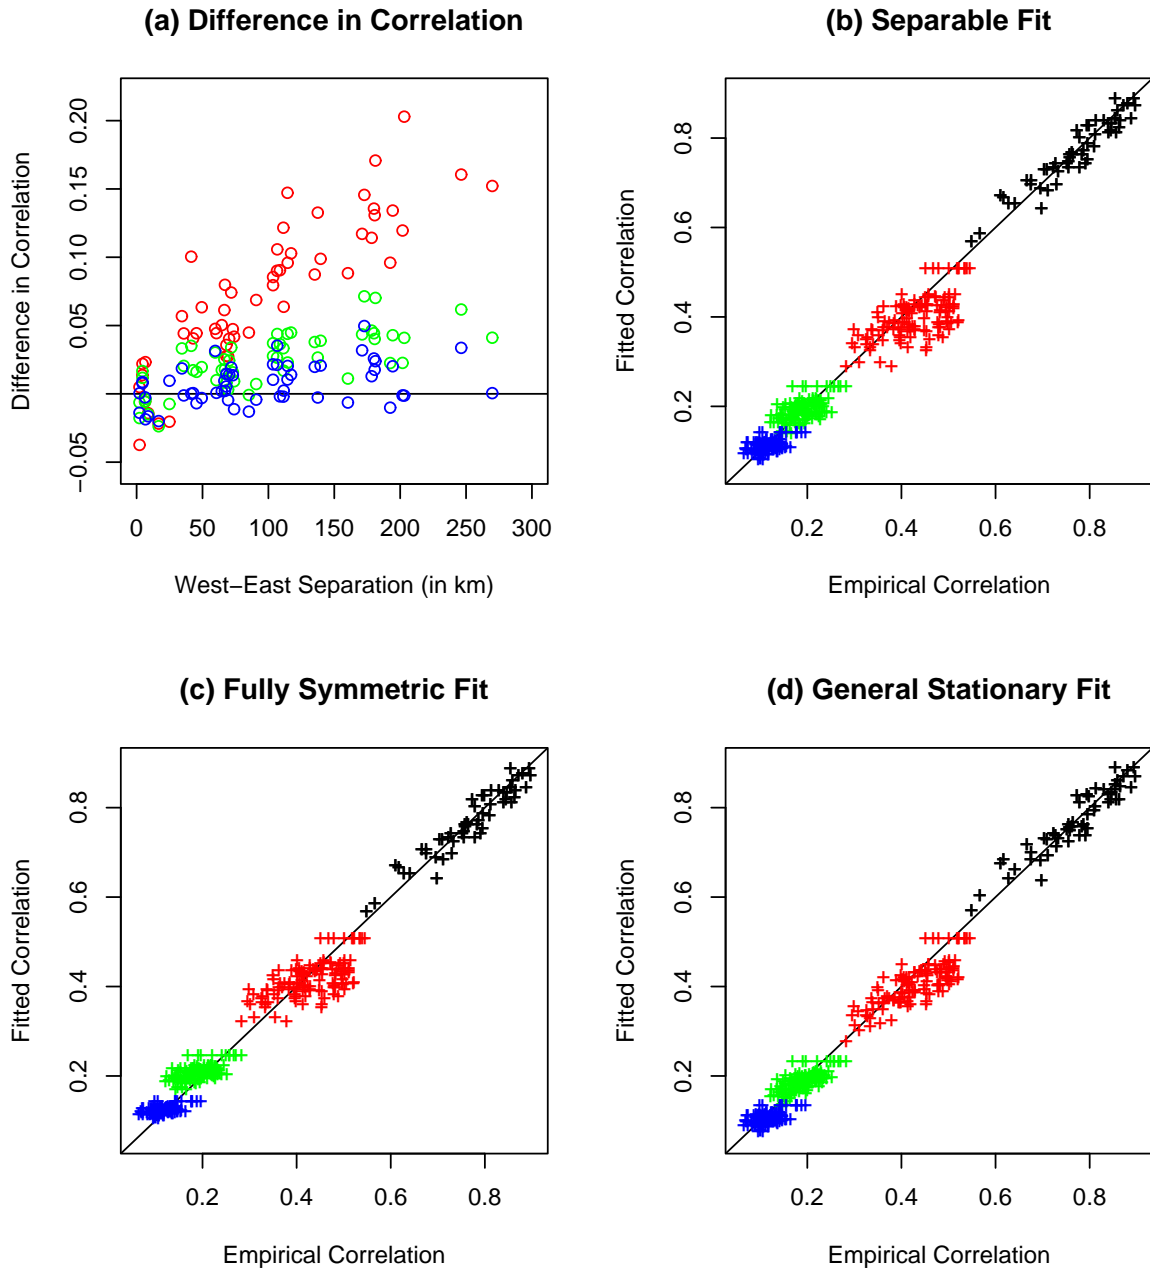 (a) Difference in Correlation
Difference in Correlation
0.20
0.15
0.10
0.05
0.00
−0.05
0 50 100 150 200 250 300
West−East Separation (in km)
(b) Separable Fit
Fitted Correlation
0.8
0.6
0.4
0.2
0.2 0.4 0.6 0.8
Empirical Correlation
(c) Fully Symmetric Fit
Fitted Correlation
0.8
0.6
0.4
0.2
0.2 0.4 0.6 0.8
Empirical Correlation
(d) General Stationary Fit
Fitted Correlation
0.8
0.6
0.4
0.2
0.2 0.4 0.6 0.8
Empirical Correlation